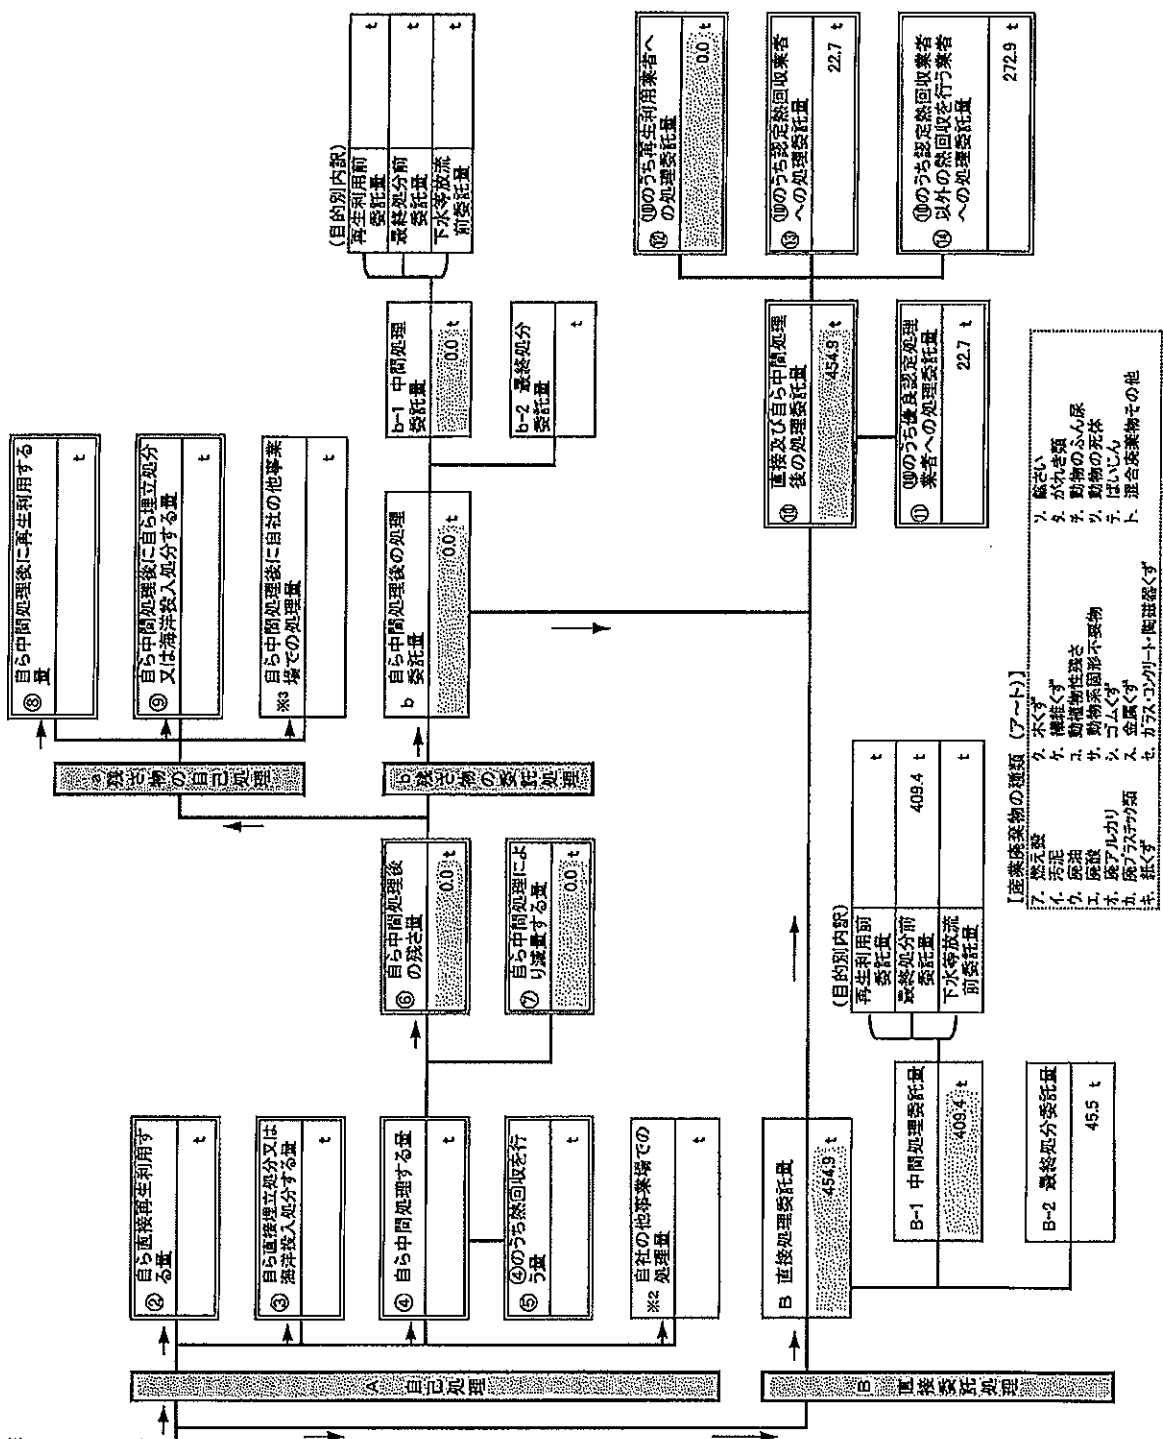 A 自己処理
② 自ら直接再生利用す
る量
t
③ 自ら直接埋立処分又は
海洋投入処分する量
t
④ 自ら中間処理する量
t
⑤ ④のうち熱回収を行
う量
t
※2 自社の他事業場での
処理量
t
⑥ 自ら中間処理後
の残さ量
0.0 t
⑦ 自ら中間処理によ
り減量する量
0.0 t
a 残さ物の自己処理
⑧ 自ら中間処理後に再生利用する
量
t
⑨ 自ら中間処理後に自ら埋立処分
又は海洋投入処分する量
t
※3 自ら中間処理後に自社の他事業
場での処理量
t
b 残さ物の委託処理
b 自ら中間処理後の処理
委託量
0.0 t
b-1 中間処理
委託量
0.0 t
b-2 最終処分
委託量
t
(目的別内訳)
再生利用前
委託量
t
最終処分前
委託量
t
下水等放流
前委託量
t
B 直接委託処理
B 直接処理委託量
454.9 t
B-1 中間処理委託量
409.4 t
B-2 最終処分委託量
45.5 t
(目的別内訳)
再生利用前
委託量
t
最終処分前
委託量
409.4 t
下水等放流
前委託量
t
⑩ 直接及び自ら中間処理
後の処理委託量
454.9 t
⑪ ⑩のうち優良認定処理
業者への処理委託量
22.7 t
⑫ ⑩のうち再生利用業者へ
の処理委託量
0.0 t
⑬ ⑩のうち認定熱回収業者
への処理委託量
22.7 t
⑭ ⑩のうち認定熱回収業者
以外の熱回収を行う業者
への処理委託量
272.9 t
【産業廃棄物の種類(ア~ト)】
ア. 燃え殻
イ. 汚泥
ウ. 廃油
エ. 廃酸
オ. 廃アルカリ
カ. 廃プラスチック類
キ. 紙くず
ク. 木くず
ケ. 繊維くず
コ. 動植物性残さ
サ. 動物系固形不要物
シ. ゴムくず
ス. 金属くず
セ. ガラス・コンクリート・陶磁器くず
ソ. 鉱さい
タ. がれき類
チ. 動物のふん尿
ツ. 動物の死体
テ. ばいじん
ト. 混合廃棄物その他